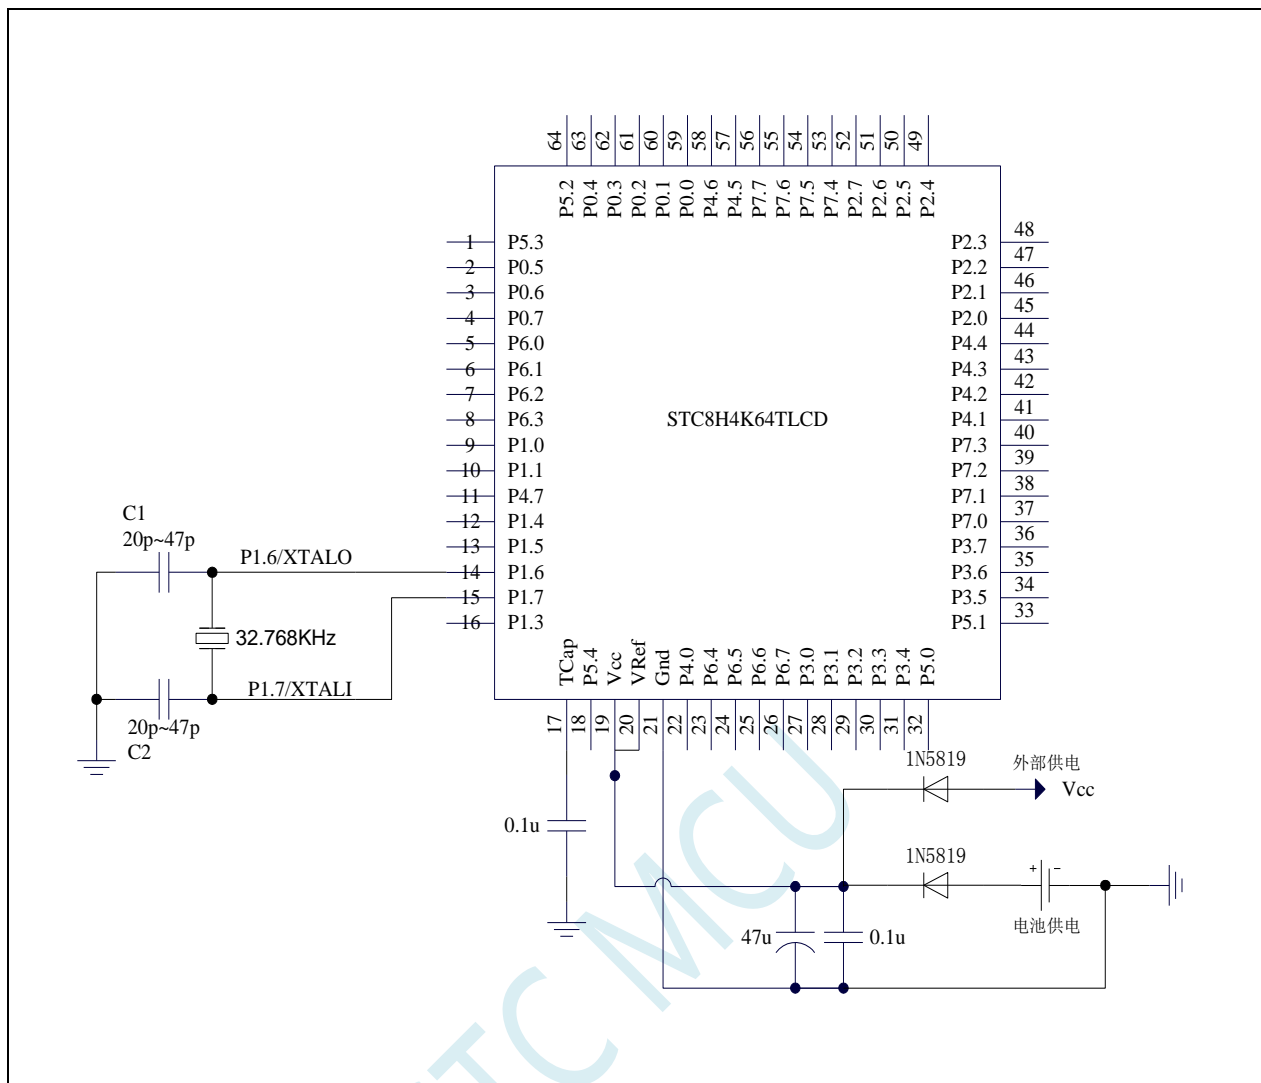 64 63 62 61 60 59 58 57 56 55 54 53 52 51 50 49
P5.2 P0.4 P0.3 P0.2 P0.1 P0.0 P4.6 P4.5 P7.7 P7.6 P7.5 P7.4 P2.7 P2.6 P2.5 P2.4
1 P5.3
2 P0.5
3 P0.6
4 P0.7
5 P6.0
6 P6.1
7 P6.2
8 P6.3
9 P1.0
10 P1.1
11 P4.7
12 P1.4
13 P1.5
14 P1.6
15 P1.7
16 P1.3
STC8H4K64TLCD
P2.3 48
P2.2 47
P2.1 46
P2.0 45
P4.4 44
P4.3 43
P4.2 42
P4.1 41
P7.3 40
P7.2 39
P7.1 38
P7.0 37
P3.7 36
P3.6 35
P3.5 34
P5.1 33
C1
20p~47p
P1.6/XTALO
32.768KHz
P1.7/XTALI
20p~47p
C2
TCap P5.4 Vcc VRef Gnd P4.0 P6.4 P6.5 P6.6 P6.7 P3.0 P3.1 P3.2 P3.3 P3.4 P5.0
17 18 19 20 21 22 23 24 25 26 27 28 29 30 31 32
1N5819
外部供电
Vcc
0.1u
1N5819
+ -
电池供电
47u
0.1u
STC MCU